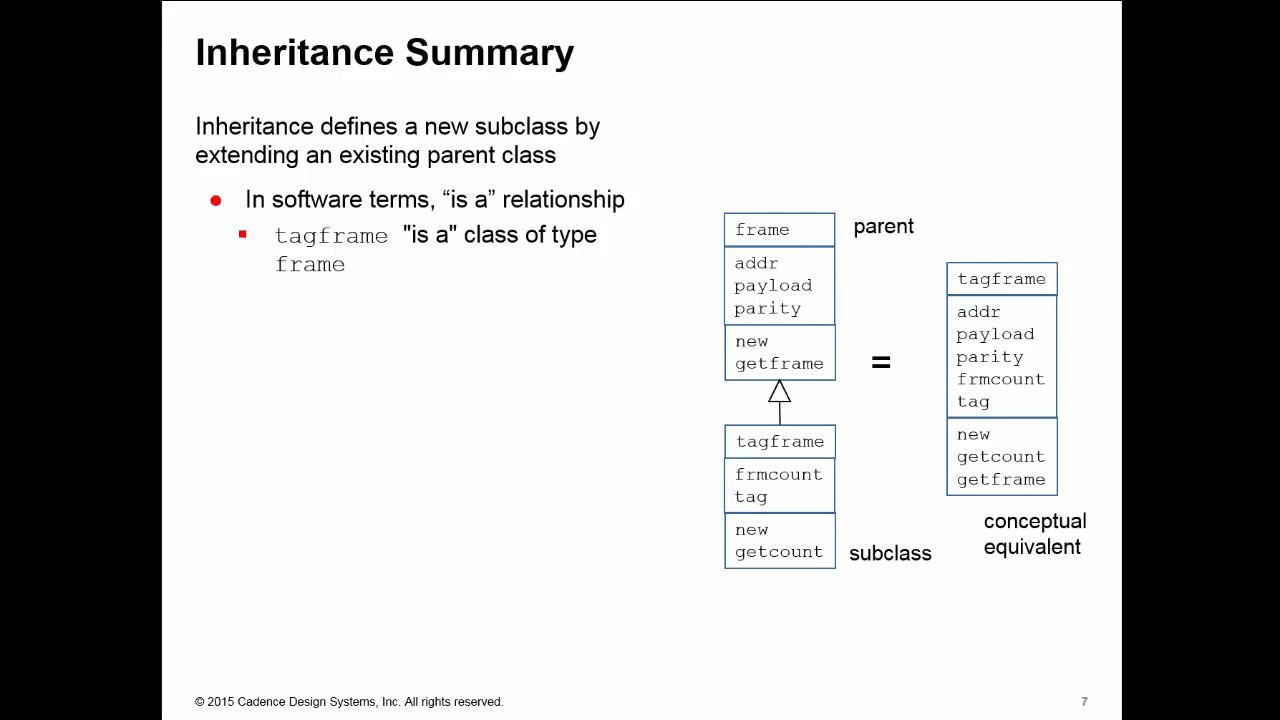 Inheritance Summary
Inheritance defines a new subclass by
extending an existing parent class
● In software terms, “is a” relationship
▪ tagframe "is a" class of type
frame
frame
parent
addr
payload
parity
new
getframe
tagframe
frmcount
tag
new
getcount
subclass
=
tagframe
addr
payload
parity
frmcount
tag
new
getcount
getframe
conceptual
equivalent
© 2015 Cadence Design Systems, Inc. All rights reserved.
7